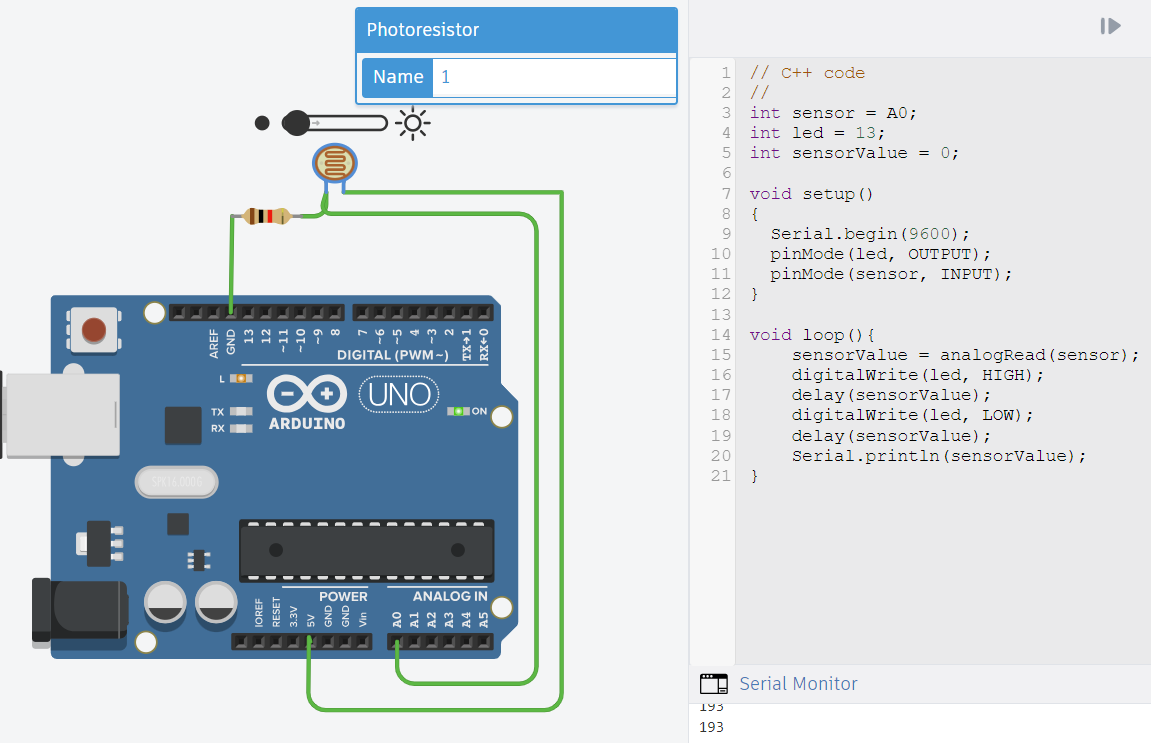 Photoresistor
Name 1
1 // C++ code
2 //
3 int sensor = A0;
4 int led = 13;
5 int sensorValue = 0;
6
7 void setup()
8 {
9 Serial.begin(9600);
10 pinMode(led, OUTPUT);
11 pinMode(sensor, INPUT);
12 }
13
14 void loop(){
15 sensorValue = analogRead(sensor);
16 digitalWrite(led, HIGH);
17 delay(sensorValue);
18 digitalWrite(led, LOW);
19 delay(sensorValue);
20 Serial.println(sensorValue);
21 }
AREF
GND
13
12
~11
~10
~9
8
7
~6
~5
4
~3
2
TX→1
RX←0
DIGITAL (PWM~)
L
TX
RX
ARDUINO
UNO
ON
SPK16.000G
POWER
ANALOG IN
IOREF
RESET
3.3V
5V
GND
GND
Vin
A0
A1
A2
A3
A4
A5
Serial Monitor
193
193